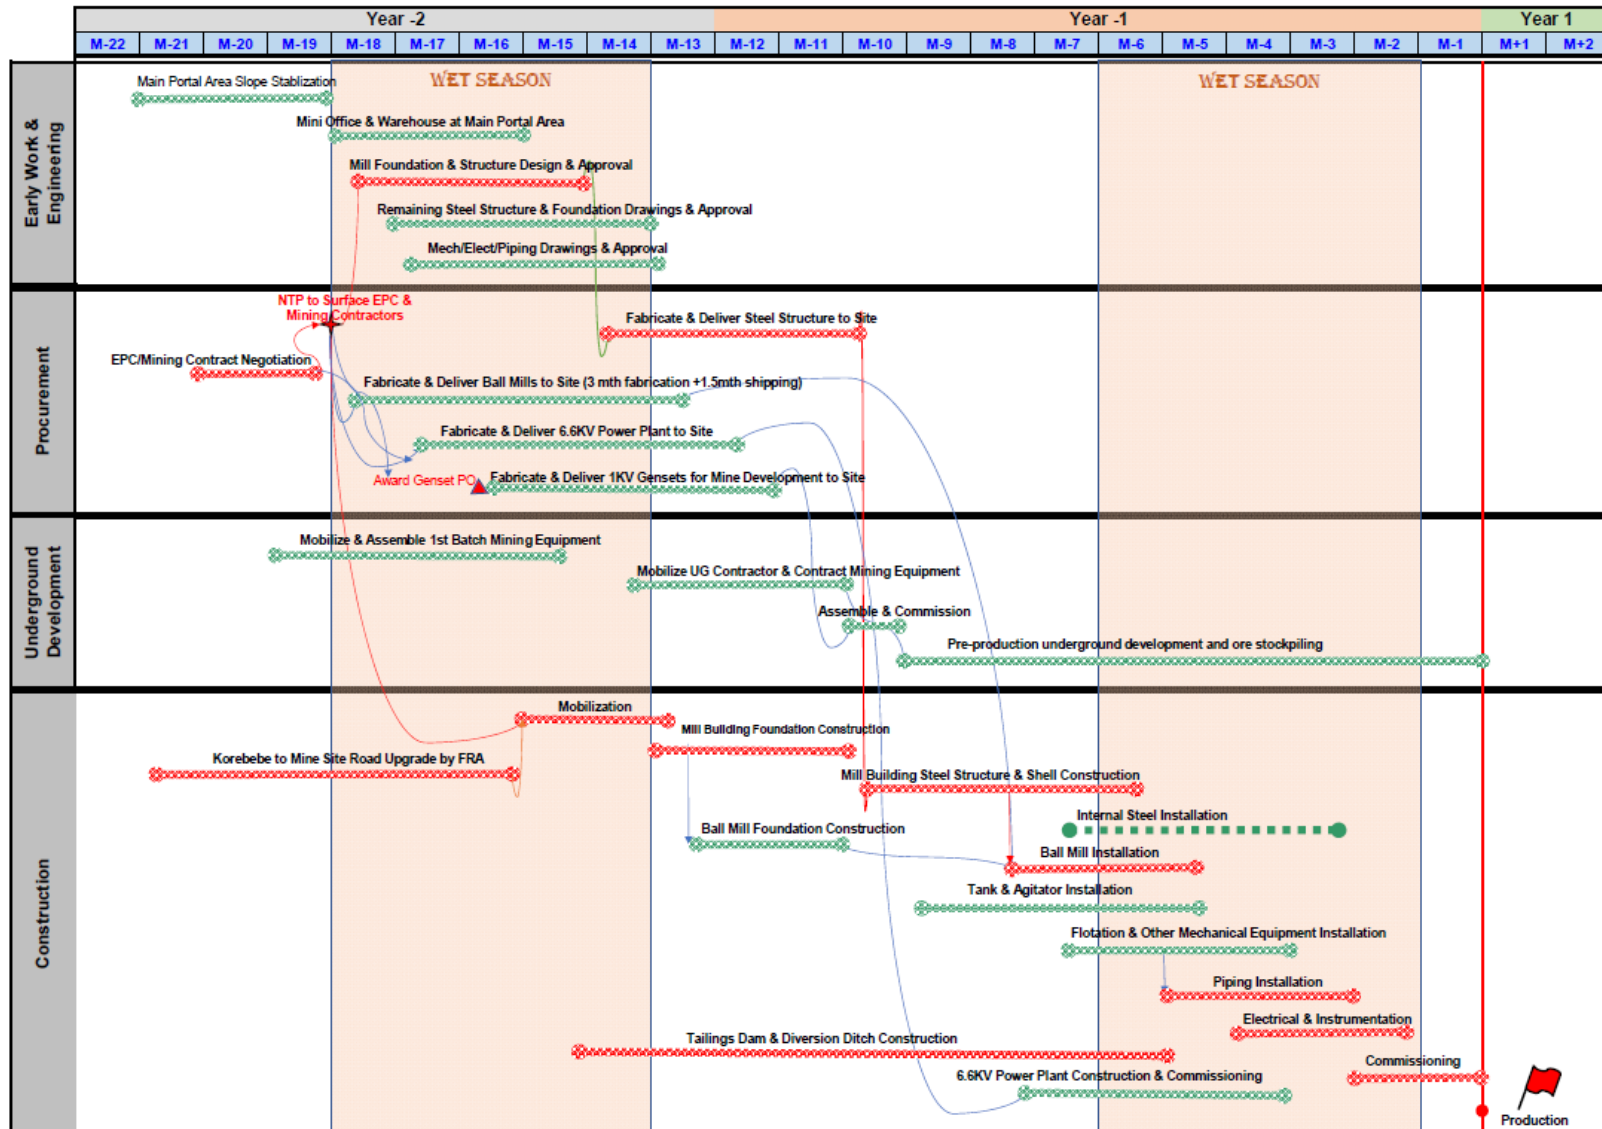 Year -2 Year -1 Year 1
M-22 M-21 M-20 M-19 M-18 M-17 M-16 M-15 M-14 M-13 M-12 M-11 M-10 M-9 M-8 M-7 M-6 M-5 M-4 M-3 M-2 M-1 M+1 M+2
Early Work &
Engineering
WET SEASON
WET SEASON
Main Portal Area Slope Stablization
Mini Office & Warehouse at Main Portal Area
Mill Foundation & Structure Design & Approval
Remaining Steel Structure & Foundation Drawings & Approval
Mech/Elect/Piping Drawings & Approval
Procurement
NTP to Surface EPC &
Mining Contractors
Fabricate & Deliver Steel Structure to Site
EPC/Mining Contract Negotiation
Fabricate & Deliver Ball Mills to Site (3 mth fabrication +1.5mth shipping)
Fabricate & Deliver 6.6KV Power Plant to Site
Award Genset PO
Fabricate & Deliver 1KV Gensets for Mine Development to Site
Underground
Development
Mobilize & Assemble 1st Batch Mining Equipment
Mobilize UG Contractor & Contract Mining Equipment
Assemble & Commission
Pre-production underground development and ore stockpiling
Construction
Mobilization
Mill Building Foundation Construction
Korebebe to Mine Site Road Upgrade by FRA
Mill Building Steel Structure & Shell Construction
Internal Steel Installation
Ball Mill Foundation Construction
Ball Mill Installation
Tank & Agitator Installation
Flotation & Other Mechanical Equipment Installation
Piping Installation
Electrical & Instrumentation
Tailings Dam & Diversion Ditch Construction
Commissioning
6.6KV Power Plant Construction & Commissioning
Production